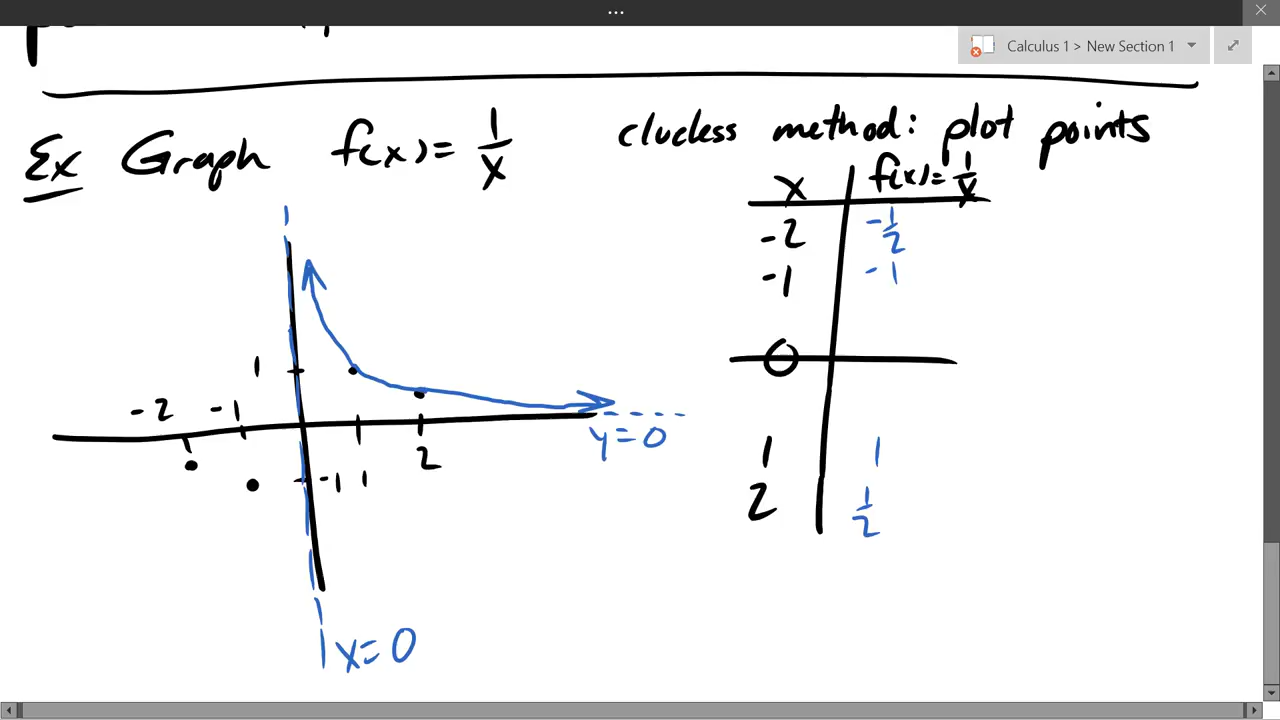 Calculus 1 > New Section 1
Ex Graph f(x) = 1/x
clueless method: plot points
x f(x) = 1/x
-2 -1/2
-1 -1
0
1 1
2 1/2
1
-2 -1
y = 0
2
-1 1
x = 0